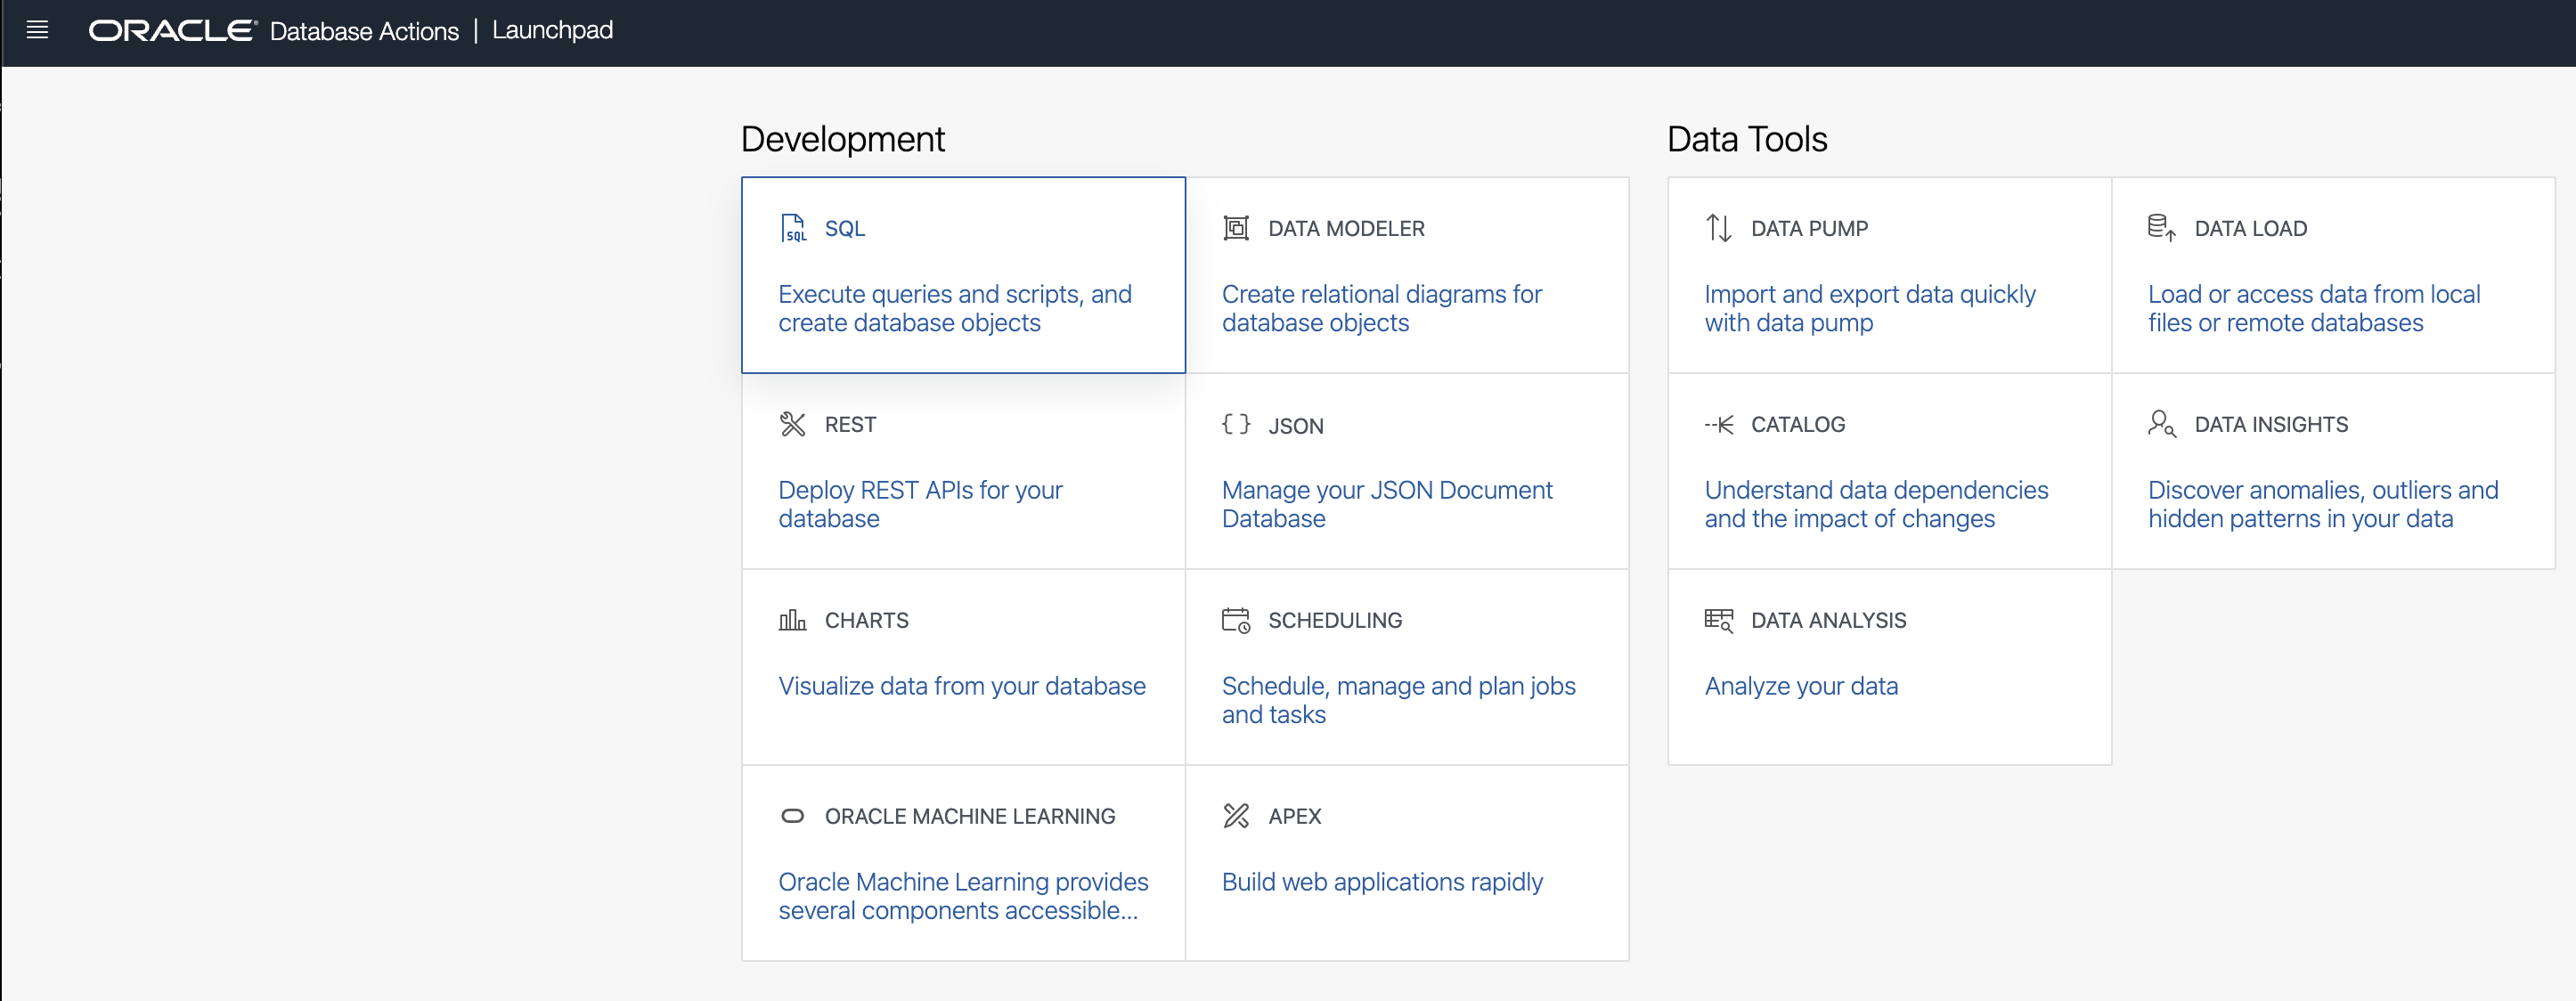 ORACLE® Database Actions | Launchpad
Development
SQL
Execute queries and scripts, and
create database objects
DATA MODELER
Create relational diagrams for
database objects
REST
Deploy REST APIs for your
database
{ } JSON
Manage your JSON Document
Database
CHARTS
Visualize data from your database
SCHEDULING
Schedule, manage and plan jobs
and tasks
ORACLE MACHINE LEARNING
Oracle Machine Learning provides
several components accessible...
APEX
Build web applications rapidly
Data Tools
DATA PUMP
Import and export data quickly
with data pump
DATA LOAD
Load or access data from local
files or remote databases
CATALOG
Understand data dependencies
and the impact of changes
DATA INSIGHTS
Discover anomalies, outliers and
hidden patterns in your data
DATA ANALYSIS
Analyze your data